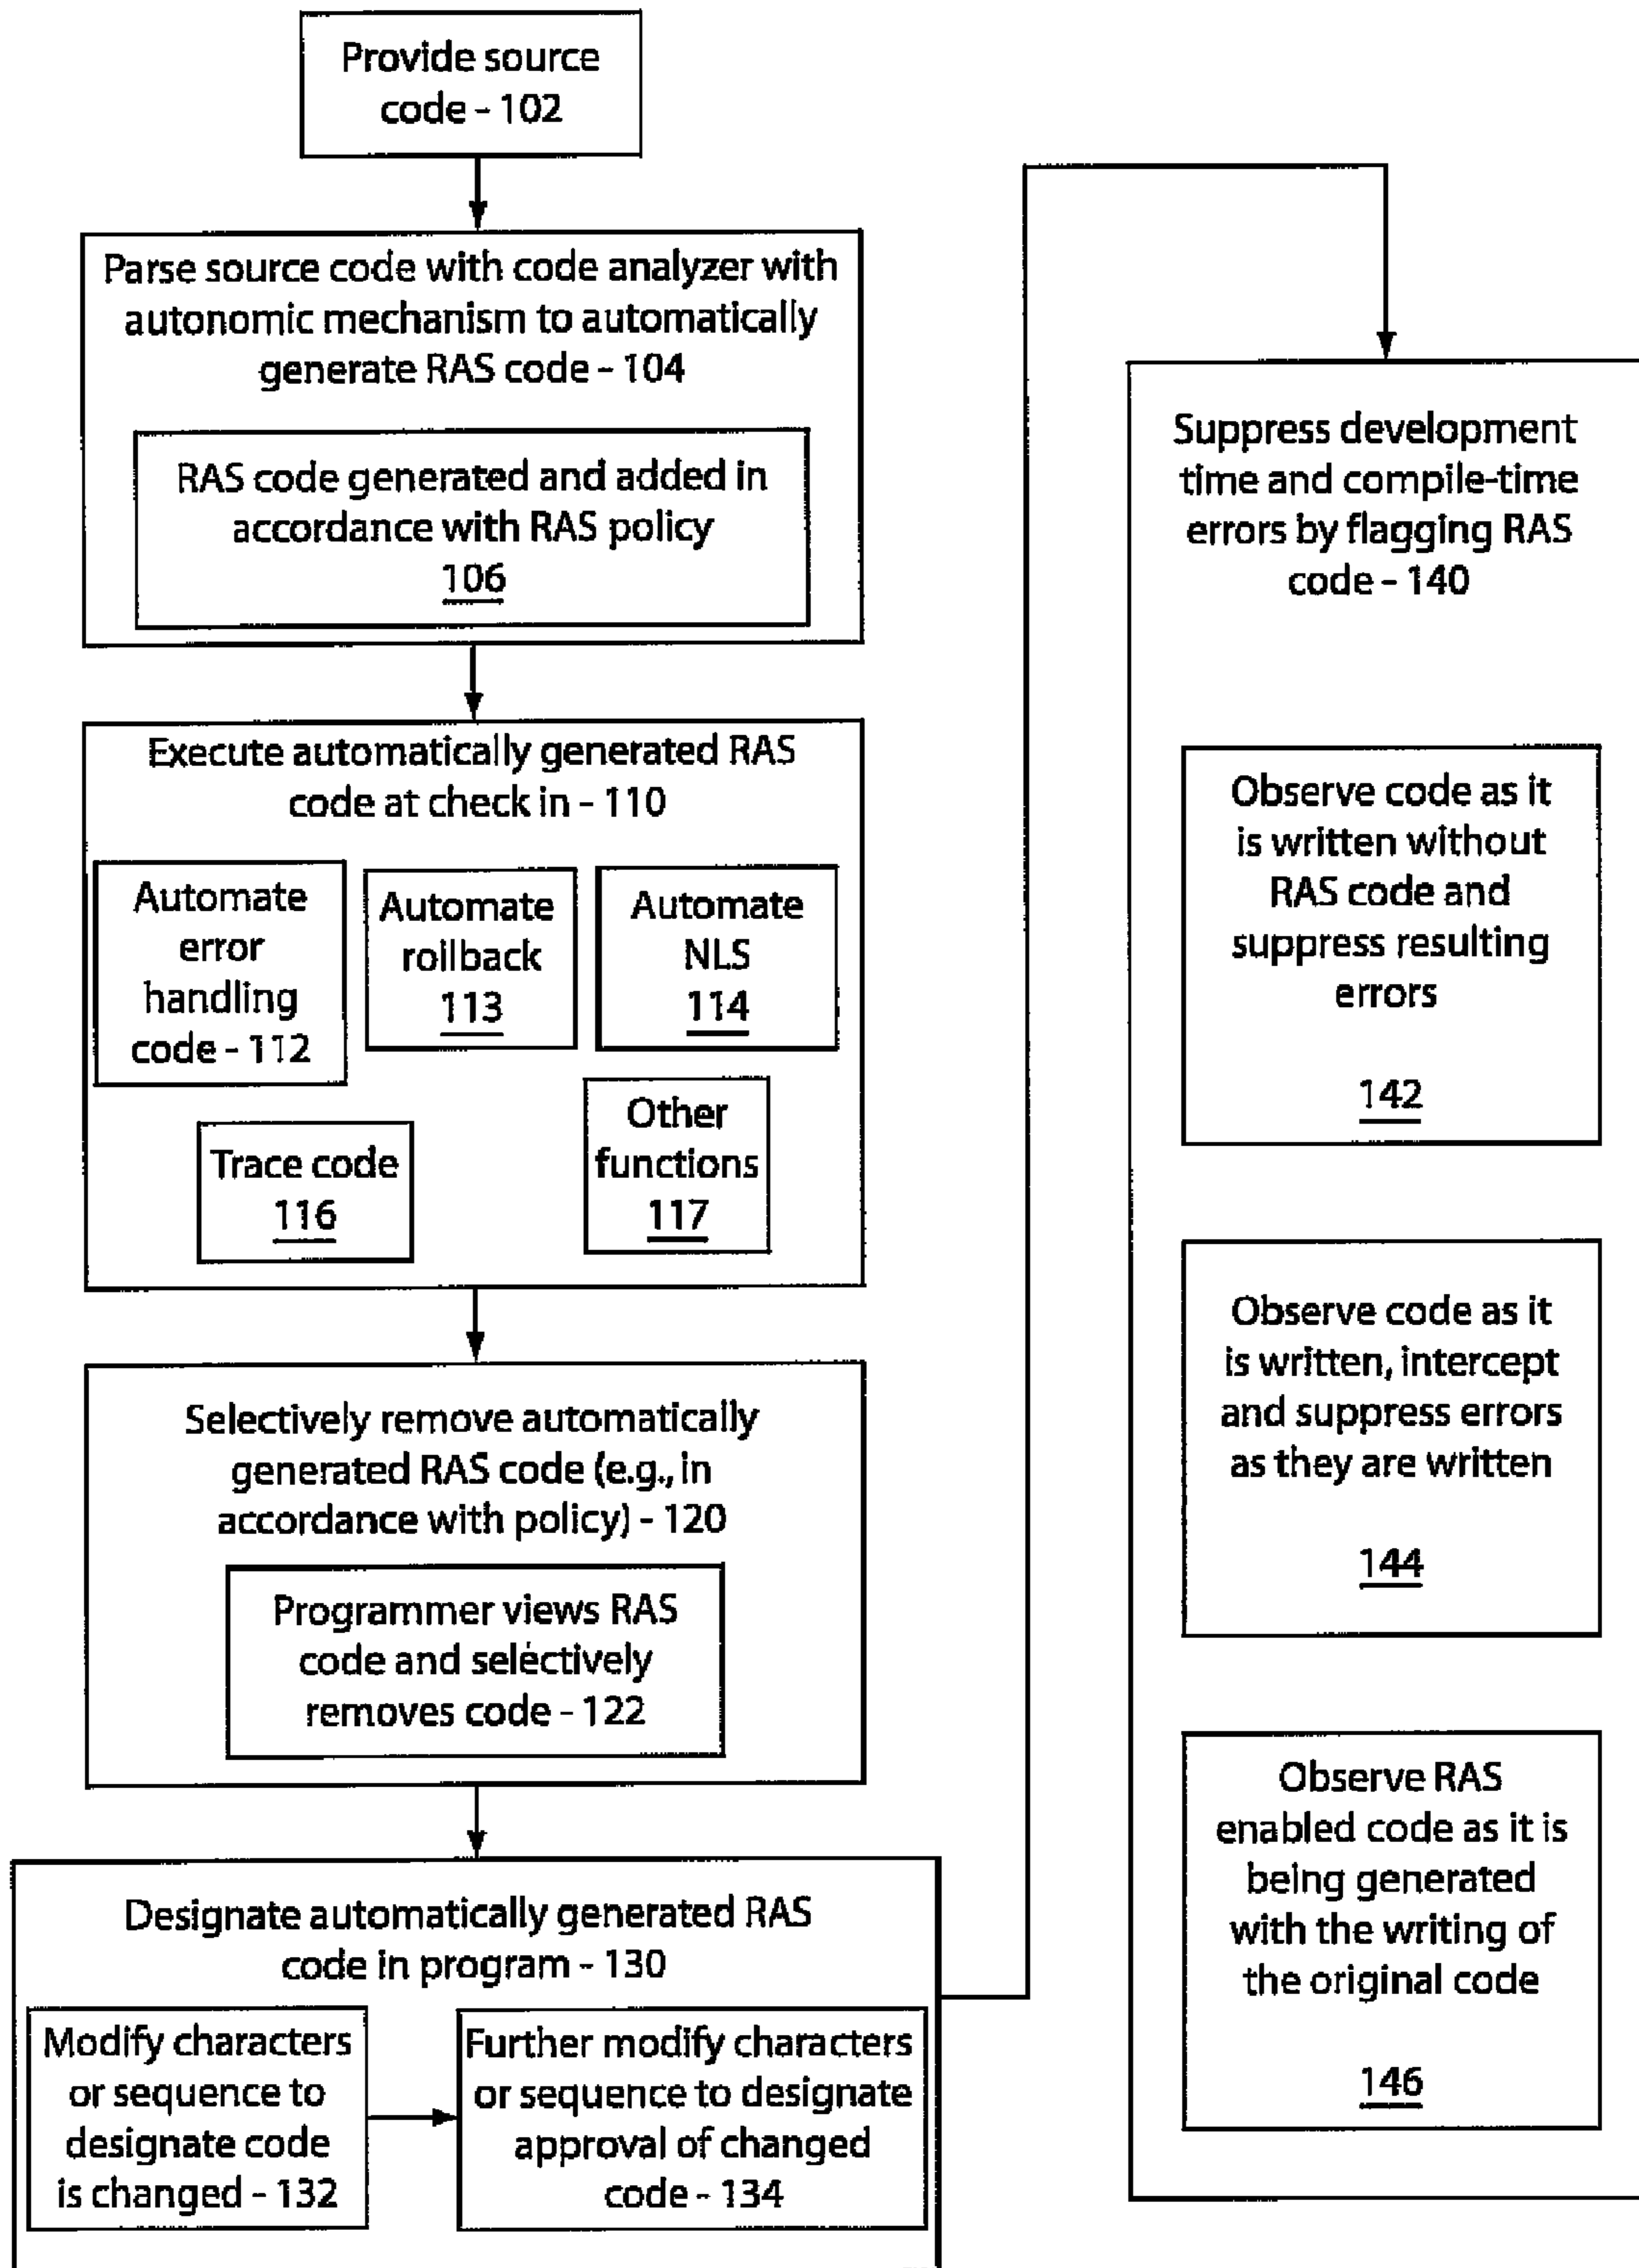 Provide source
code - 102
Parse source code with code analyzer with
autonomic mechanism to automatically
generate RAS code - 104
RAS code generated and added in
accordance with RAS policy
106
Execute automatically generated RAS
code at check in - 110
Automate
error
handling
code - 112
Automate
rollback
113
Automate
NLS
114
Trace code
116
Other
functions
117
Selectively remove automatically
generated RAS code (e.g., in
accordance with policy) - 120
Programmer views RAS
code and selectively
removes code - 122
Designate automatically generated RAS
code in program - 130
Modify characters
or sequence to
designate code
is changed - 132
Further modify characters
or sequence to designate
approval of changed
code - 134
Suppress development
time and compile-time
errors by flagging RAS
code - 140
Observe code as it
is written without
RAS code and
suppress resulting
errors
142
Observe code as it
is written, intercept
and suppress errors
as they are written
144
Observe RAS
enabled code as it is
being generated
with the writing of
the original code
146